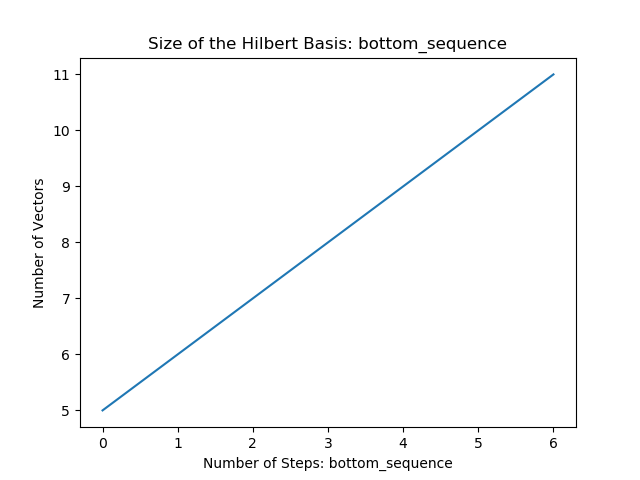 Size of the Hilbert Basis: bottom_sequence
11
10
9
8
7
6
5
Number of Vectors
0 1 2 3 4 5 6
Number of Steps: bottom_sequence